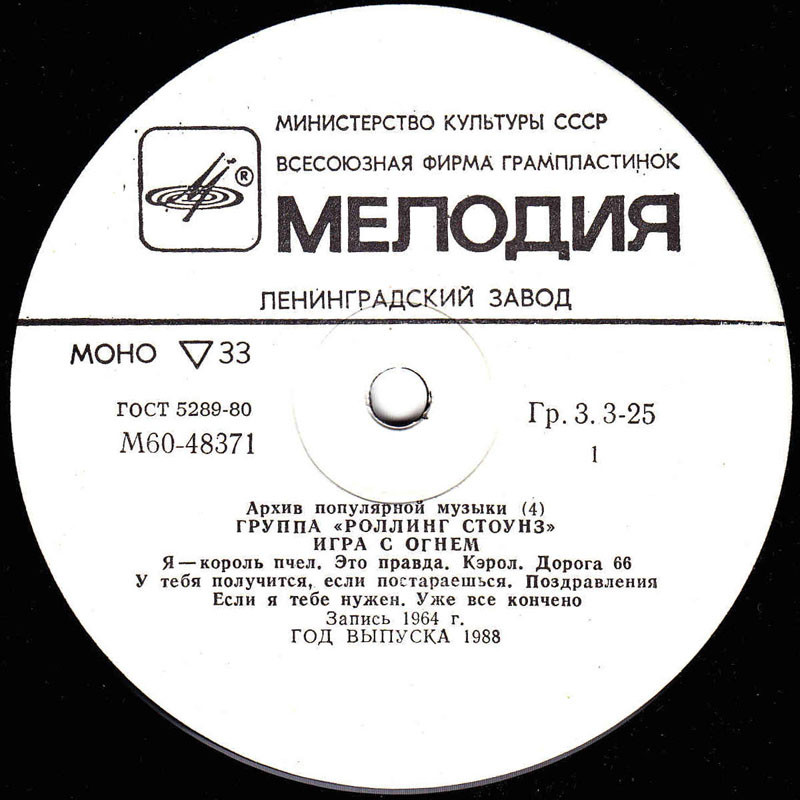 МИНИСТЕРСТВО КУЛЬТУРЫ СССР
ВСЕСОЮЗНАЯ ФИРМА ГРАМПЛАСТИНОК
®
МЕЛОДИЯ
ЛЕНИНГРАДСКИЙ ЗАВОД
МОНО ▽ 33
ГОСТ 5289-80
М60-48371
Гр. 3. 3-25
1
Архив популярной музыки (4)
ГРУППА «РОЛЛИНГ СТОУНЗ»
ИГРА С ОГНЕМ
Я — король пчел. Это правда. Кэрол. Дорога 66
У тебя получится, если постараешься. Поздравления
Если я тебе нужен. Уже все кончено
Запись 1964 г.
ГОД ВЫПУСКА 1988